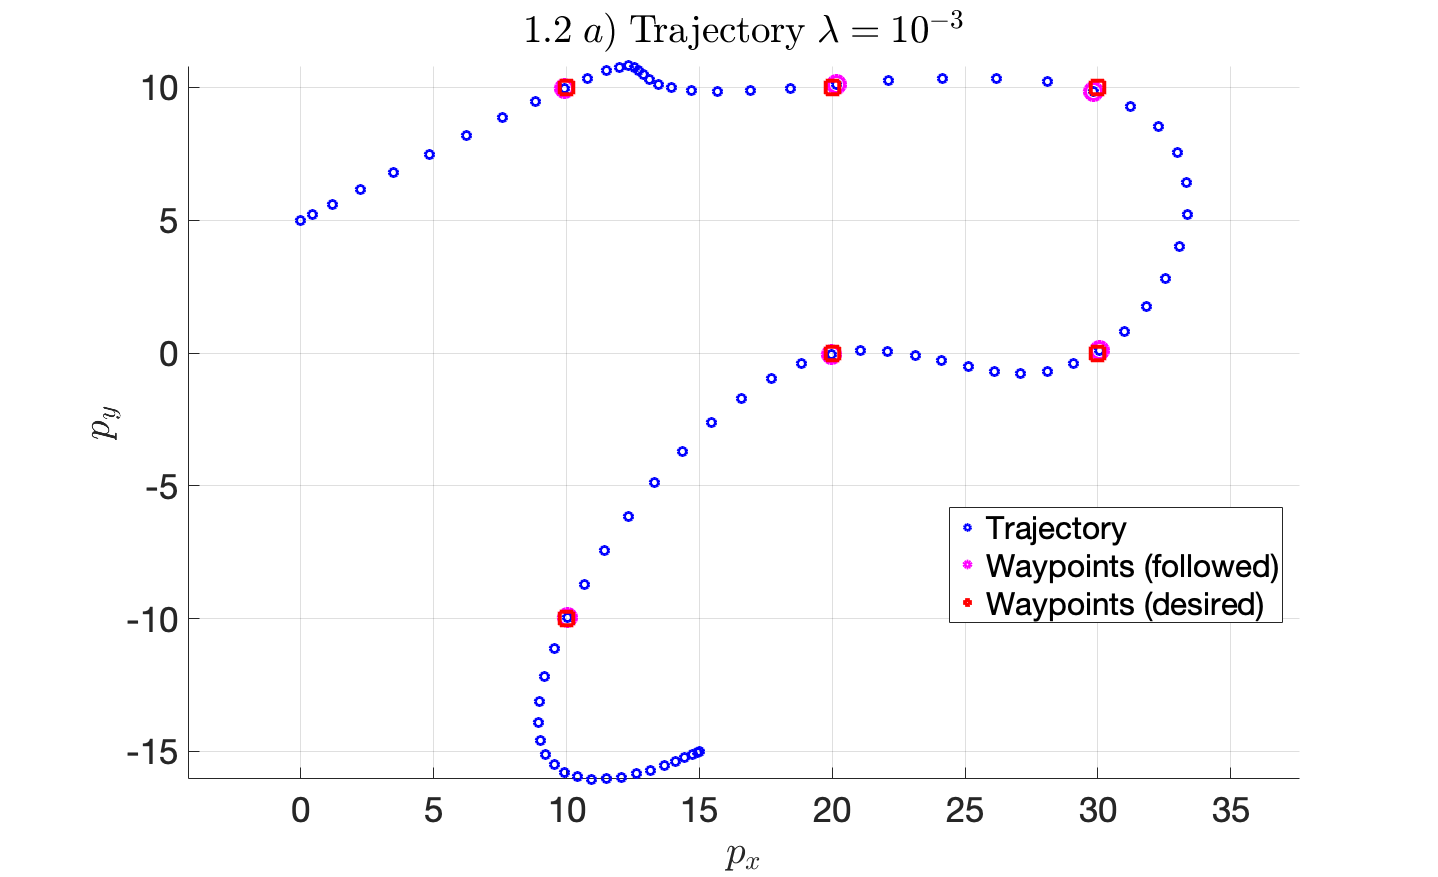 1.2 a) Trajectory λ = 10⁻³
10
5
0
-5
-10
-15
p_y
Trajectory
Waypoints (followed)
Waypoints (desired)
0 5 10 15 20 25 30 35
p_x